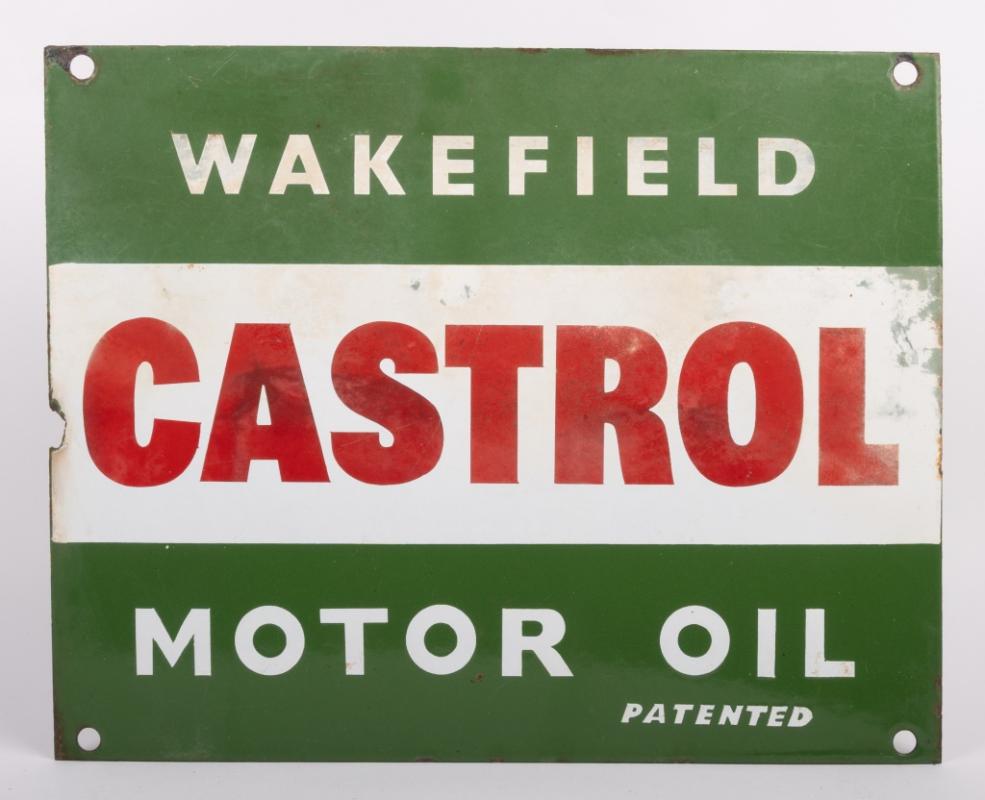 WAKEFIELD
CASTROL
MOTOR OIL
PATENTED